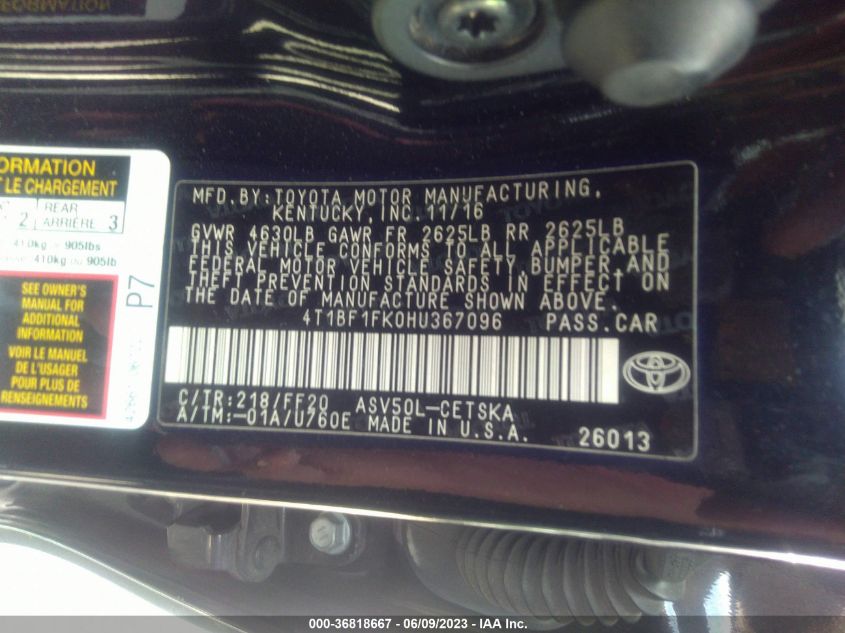 ORMATION
T LE CHARGEMENT
2
REAR
ARRIÈRE
3
410kg
905lbs
410kg ou 905lb
P7
SEE OWNER'S
MANUAL FOR
ADDITIONAL
INFORMATION
VOIR LE MANUEL
DE L'USAGER
POUR PLUS DE
RENSEIGNEMENTS
MFD.BY:TOYOTA MOTOR MANUFACTURING,
KENTUCKY,INC.11/16
GVWR 4630LB GAWR FR 2625LB RR 2625LB
THIS VEHICLE CONFORMS TO ALL APPLICABLE
FEDERAL MOTOR VEHICLE SAFETY,BUMPER,AND
THEFT PREVENTION STANDARDS IN EFFECT ON
THE DATE OF MANUFACTURE SHOWN ABOVE.
4T1BF1FK0HU367096 PASS.CAR
C/TR:218/FF20 ASV50L-CETSKA
A/TM:-01A/U760E MADE IN U.S.A.
26013
000-36818667 - 06/09/2023 - IAA Inc.